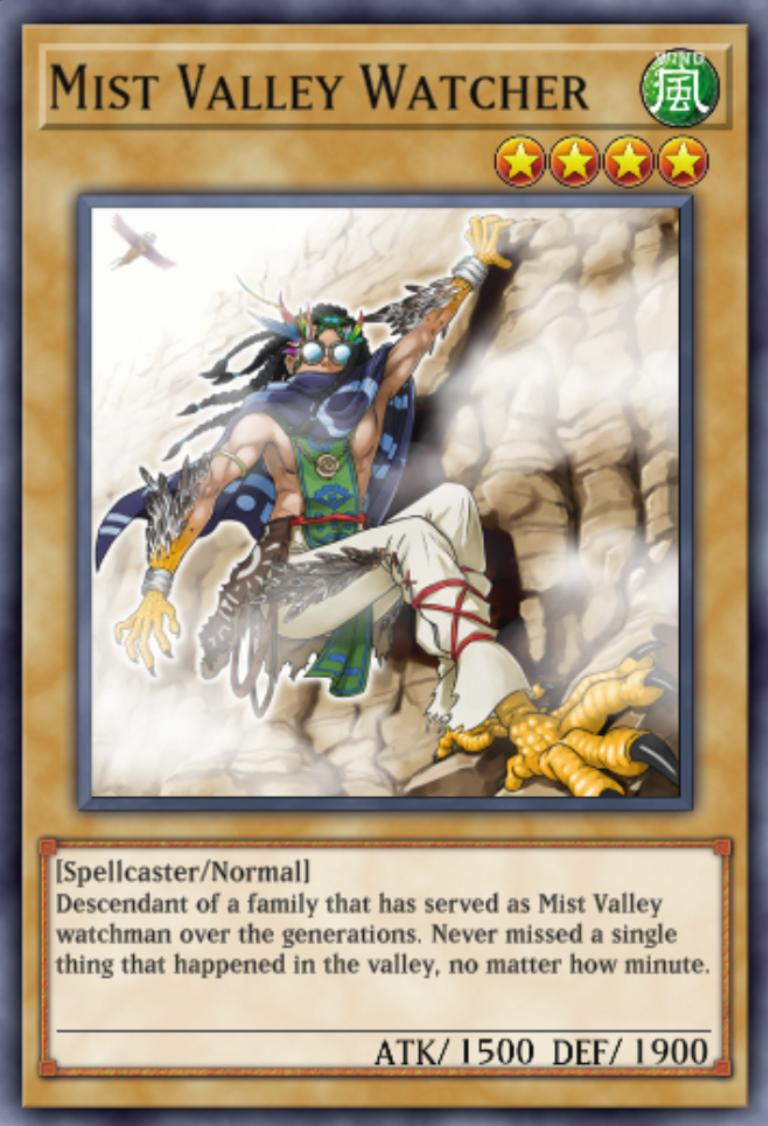 Mist Valley Watcher
WIND
風
[Spellcaster/Normal]
Descendant of a family that has served as Mist Valley
watchman over the generations. Never missed a single
thing that happened in the valley, no matter how minute.
ATK/ 1500 DEF/ 1900